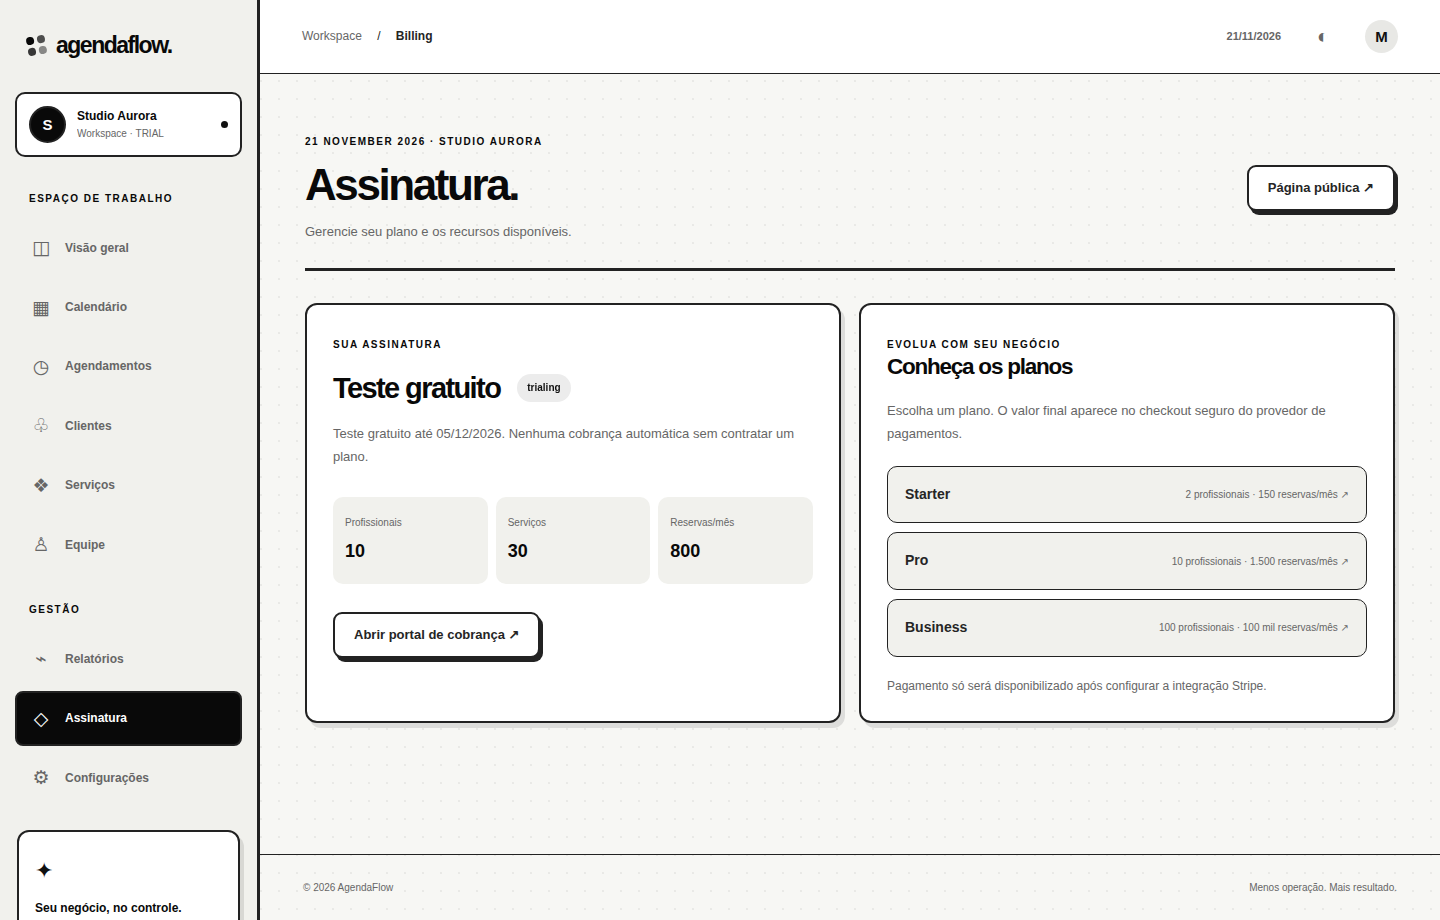 agendaflow.
S
Studio Aurora
Workspace · TRIAL
ESPAÇO DE TRABALHO
Visão geral
Calendário
Agendamentos
Clientes
Serviços
Equipe
GESTÃO
Relatórios
Assinatura
Configurações
Seu negócio, no controle.
Workspace / Billing
21/11/2026
M
21 NOVEMBER 2026 · STUDIO AURORA
Assinatura.
Gerencie seu plano e os recursos disponíveis.
Página pública ↗
SUA ASSINATURA
Teste gratuito trialing
Teste gratuito até 05/12/2026. Nenhuma cobrança automática sem contratar um
plano.
Profissionais
10
Serviços
30
Reservas/mês
800
Abrir portal de cobrança ↗
EVOLUA COM SEU NEGÓCIO
Conheça os planos
Escolha um plano. O valor final aparece no checkout seguro do provedor de
pagamentos.
Starter 2 profissionais · 150 reservas/mês ↗
Pro 10 profissionais · 1.500 reservas/mês ↗
Business 100 profissionais · 100 mil reservas/mês ↗
Pagamento só será disponibilizado após configurar a integração Stripe.
© 2026 AgendaFlow
Menos operação. Mais resultado.